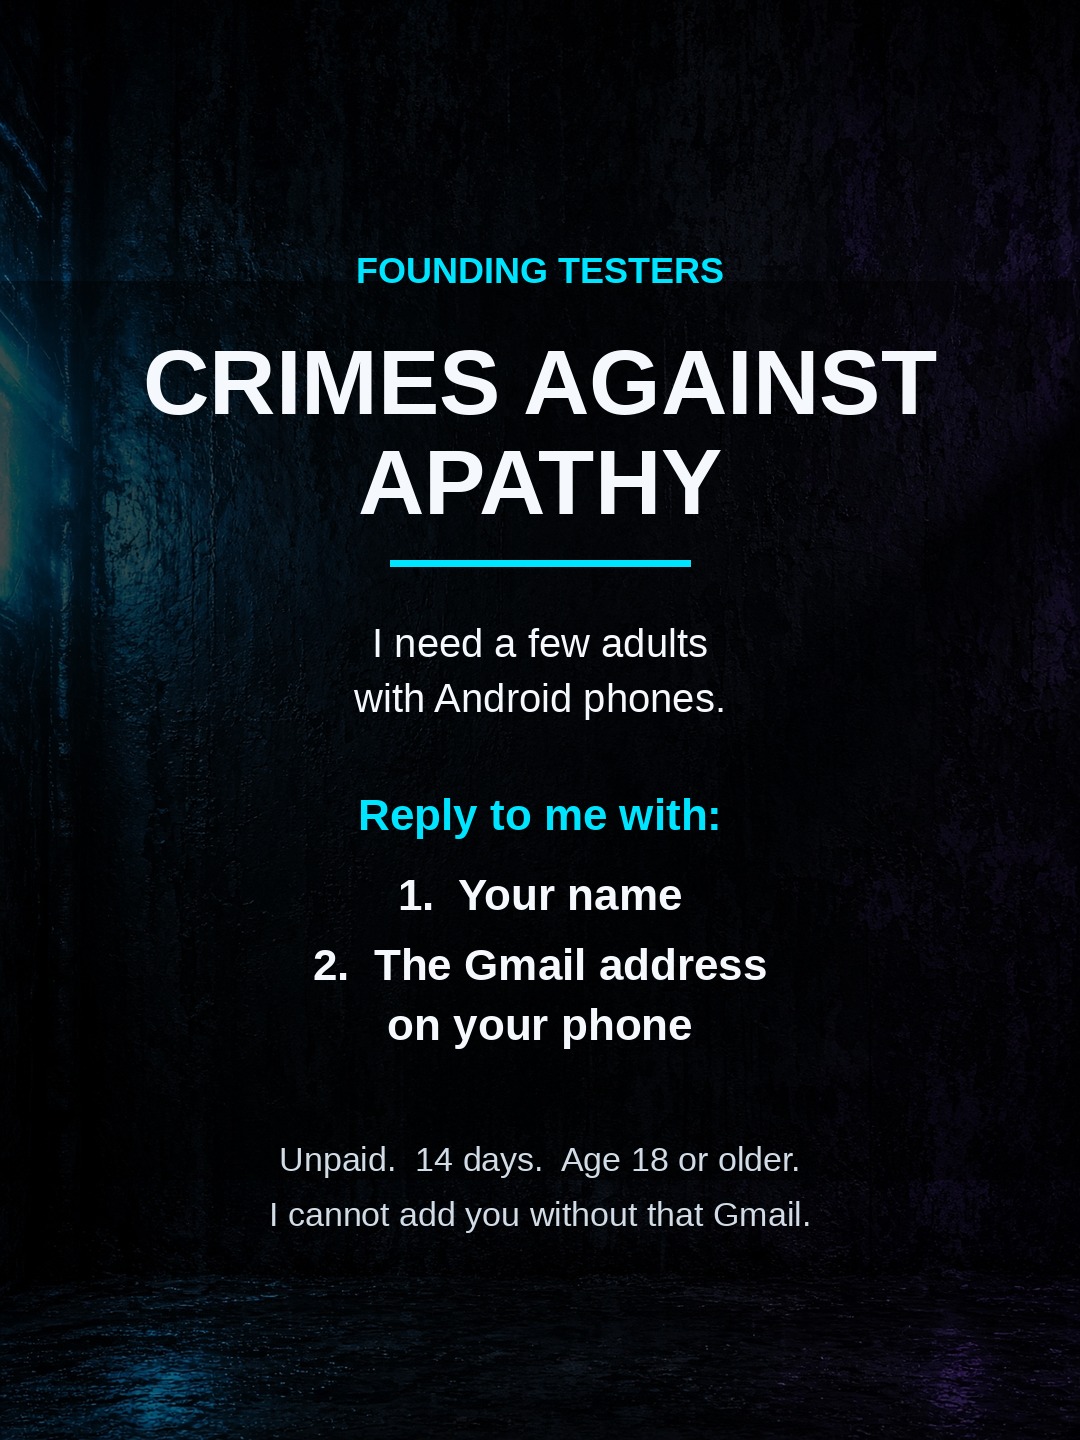 FOUNDING TESTERS
CRIMES AGAINST
APATHY
I need a few adults
with Android phones.
Reply to me with:
1. Your name
2. The Gmail address
on your phone
Unpaid. 14 days. Age 18 or older.
I cannot add you without that Gmail.